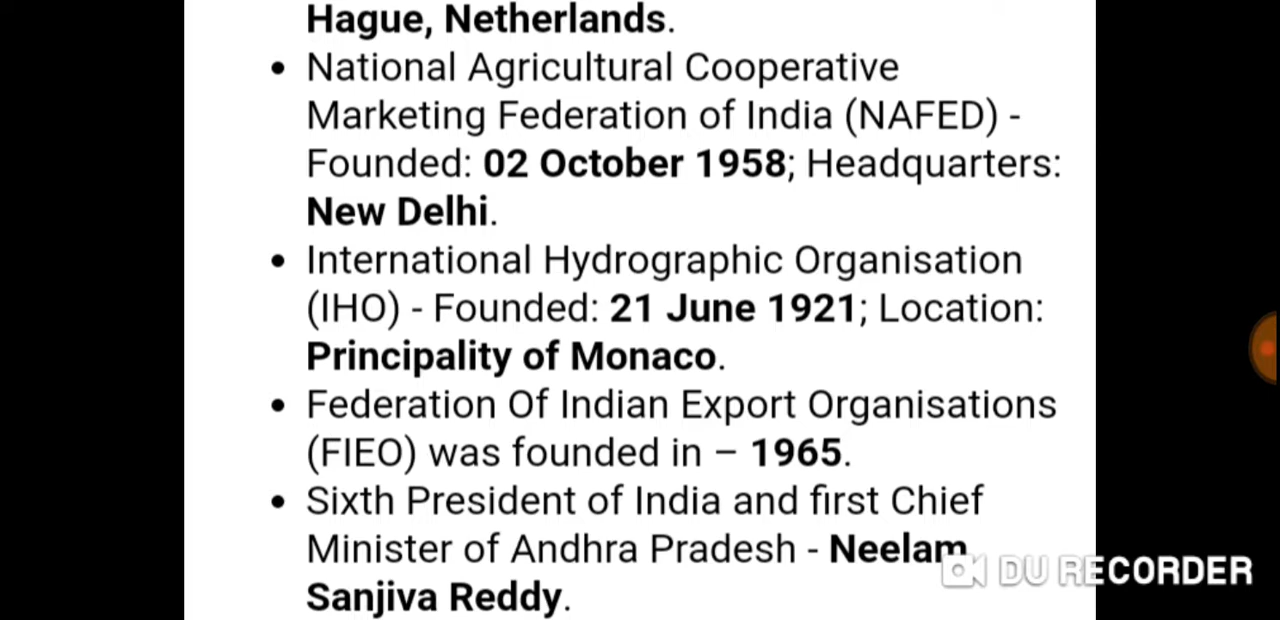 Hague, Netherlands.
• National Agricultural Cooperative
Marketing Federation of India (NAFED) -
Founded: 02 October 1958; Headquarters:
New Delhi.
• International Hydrographic Organisation
(IHO) - Founded: 21 June 1921; Location:
Principality of Monaco.
• Federation Of Indian Export Organisations
(FIEO) was founded in – 1965.
• Sixth President of India and first Chief
Minister of Andhra Pradesh - Neelam
Sanjiva Reddy.
DU RECORDER